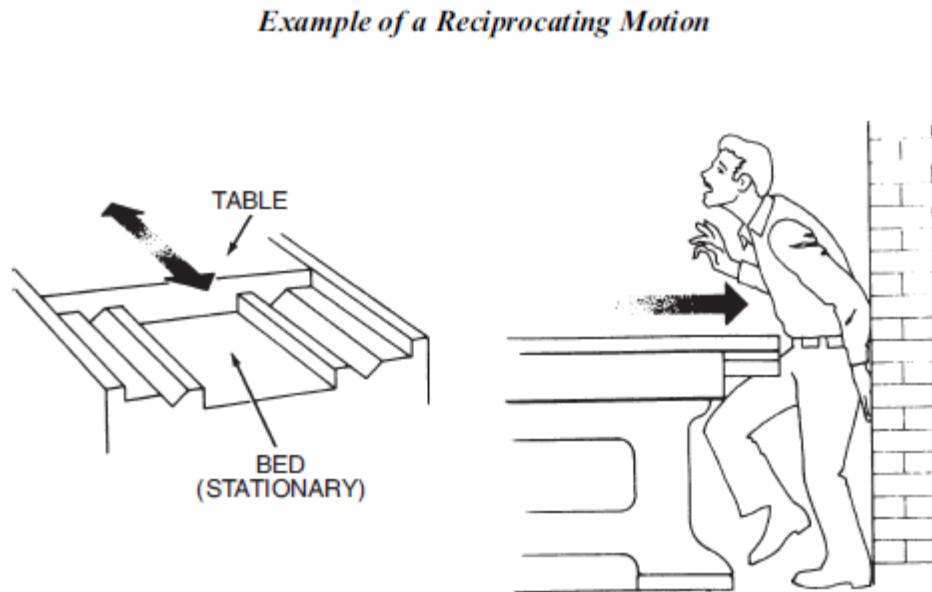 Example of a Reciprocating Motion
TABLE
BED
(STATIONARY)